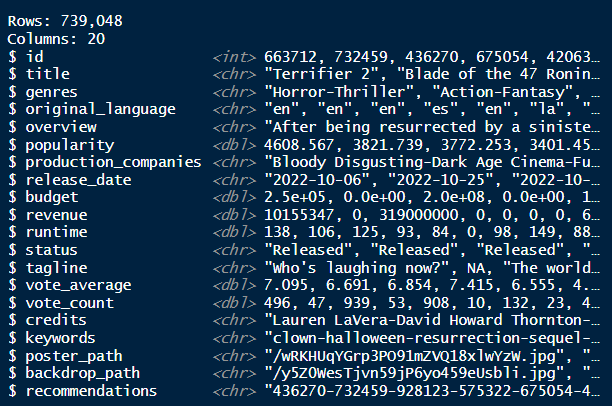 Rows: 739,048
Columns: 20
$ id <int> 663712, 732459, 436270, 675054, 42063…
$ title <chr> "Terrifier 2", "Blade of the 47 Ronin…
$ genres <chr> "Horror-Thriller", "Action-Fantasy", …
$ original_language <chr> "en", "en", "en", "es", "en", "la", "…
$ overview <chr> "After being resurrected by a siniste…
$ popularity <dbl> 4608.567, 3821.739, 3772.253, 3401.45…
$ production_companies <chr> "Bloody Disgusting-Dark Age Cinema-Fu…
$ release_date <chr> "2022-10-06", "2022-10-25", "2022-10-…
$ budget <dbl> 2.5e+05, 0.0e+00, 2.0e+08, 0.0e+00, 1…
$ revenue <dbl> 10155347, 0, 319000000, 0, 0, 0, 0, 6…
$ runtime <dbl> 138, 106, 125, 93, 84, 0, 98, 149, 88…
$ status <chr> "Released", "Released", "Released", "…
$ tagline <chr> "Who's laughing now?", NA, "The world…
$ vote_average <dbl> 7.095, 6.691, 6.854, 7.415, 6.555, 4.…
$ vote_count <dbl> 496, 47, 939, 53, 908, 10, 132, 23, 4…
$ credits <chr> "Lauren LaVera-David Howard Thornton-…
$ keywords <chr> "clown-halloween-resurrection-sequel-…
$ poster_path <chr> "/wRKHUqYGrp3PO91mZVQ18xlwYzW.jpg", "…
$ backdrop_path <chr> "/y5Z0WesTjvn59jP6yo459eUsbli.jpg", "…
$ recommendations <chr> "436270-732459-928123-575322-675054-4…